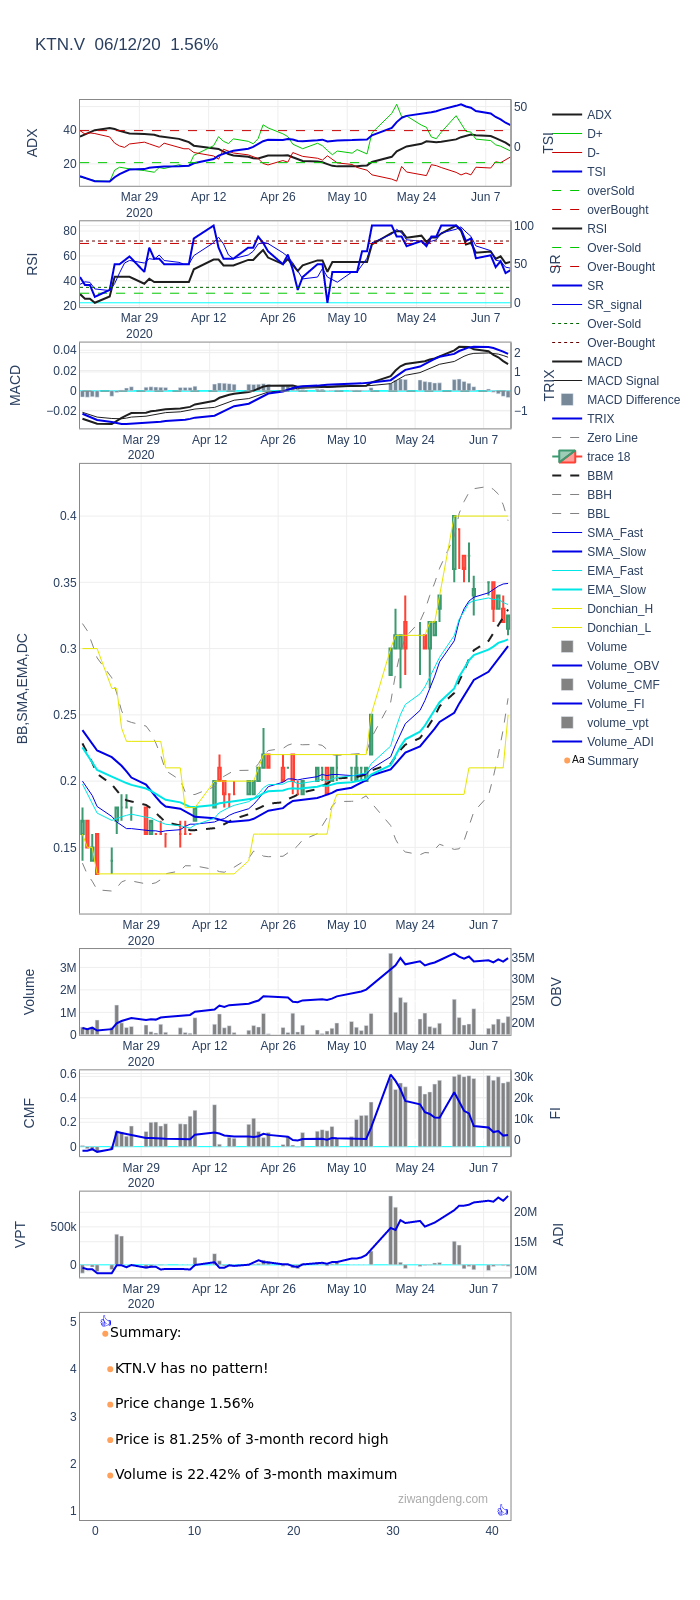 KTN.V 06/12/20 1.56%
ADX
40
20
50
0
TSI
Mar 29
2020
Apr 12
Apr 26
May 10
May 24
Jun 7
RSI
80
60
40
20
100
50
0
SR
Mar 29
2020
Apr 12
Apr 26
May 10
May 24
Jun 7
MACD
0.04
0.02
0
−0.02
2
1
0
−1
TRIX
Mar 29
2020
Apr 12
Apr 26
May 10
May 24
Jun 7
BB,SMA,EMA,DC
0.4
0.35
0.3
0.25
0.2
0.15
Mar 29
2020
Apr 12
Apr 26
May 10
May 24
Jun 7
Volume
3M
2M
1M
0
35M
30M
25M
20M
OBV
Mar 29
2020
Apr 12
Apr 26
May 10
May 24
Jun 7
CMF
0.6
0.4
0.2
0
30k
20k
10k
0
FI
Mar 29
2020
Apr 12
Apr 26
May 10
May 24
Jun 7
VPT
500k
0
20M
15M
10M
ADI
Mar 29
2020
Apr 12
Apr 26
May 10
May 24
Jun 7
5
4
3
2
1
👍
Summary:
KTN.V has no pattern!
Price change 1.56%
Price is 81.25% of 3-month record high
Volume is 22.42% of 3-month maximum
ziwangdeng.com
👍
0
10
20
30
40
ADX
D+
D-
TSI
overSold
overBought
RSI
Over-Sold
Over-Bought
SR
SR_signal
Over-Sold
Over-Bought
MACD
MACD Signal
MACD Difference
TRIX
Zero Line
trace 18
BBM
BBH
BBL
SMA_Fast
SMA_Slow
EMA_Fast
EMA_Slow
Donchian_H
Donchian_L
Volume
Volume_OBV
Volume_CMF
Volume_FI
volume_vpt
Volume_ADI
Aa Summary